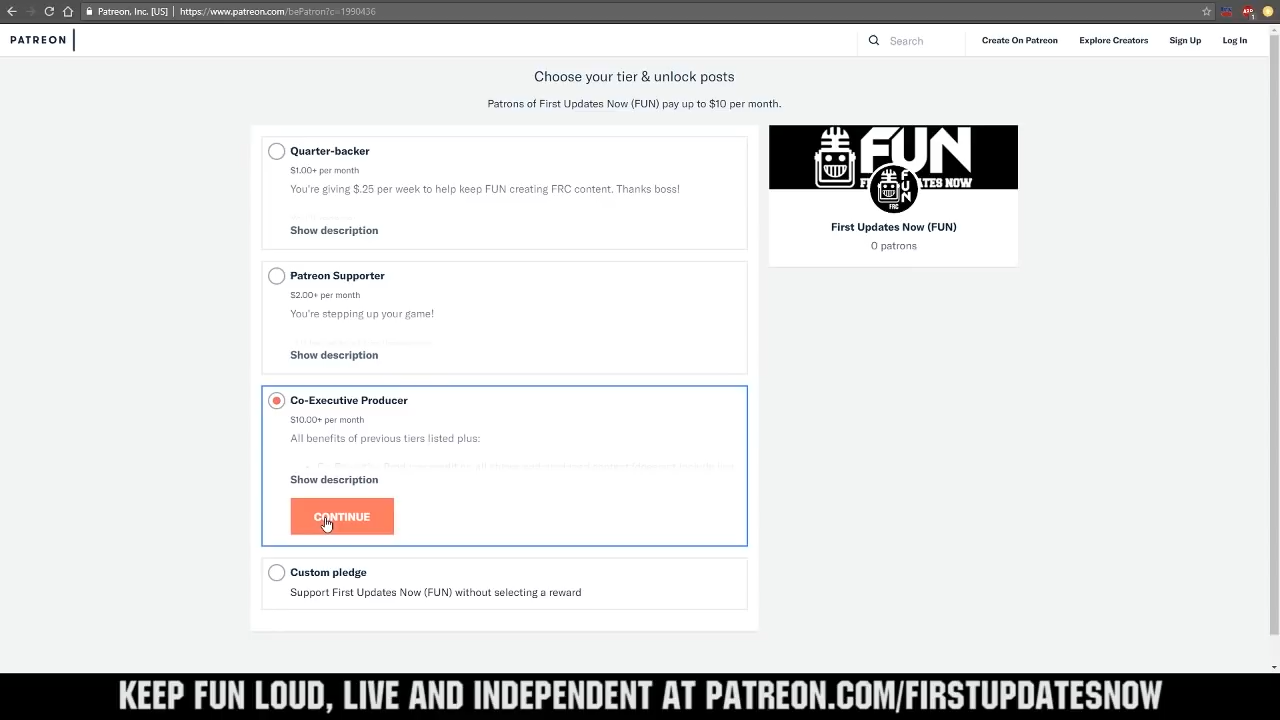 Patreon, Inc. [US] | https://www.patreon.com/bePatron?c=1990436
PATREON
Search
Create On Patreon
Explore Creators
Sign Up
Log In
Choose your tier & unlock posts
Patrons of First Updates Now (FUN) pay up to $10 per month.
Quarter-backer
$1.00+ per month
You're giving $.25 per week to help keep FUN creating FRC content. Thanks boss!
Show description
Patreon Supporter
$2.00+ per month
You're stepping up your game!
Show description
Co-Executive Producer
$10.00+ per month
All benefits of previous tiers listed plus:
Show description
CONTINUE
Custom pledge
Support First Updates Now (FUN) without selecting a reward
FUN
FUN
FRC
First Updates Now (FUN)
0 patrons
KEEP FUN LOUD, LIVE AND INDEPENDENT AT PATREON.COM/FIRSTUPDATESNOW